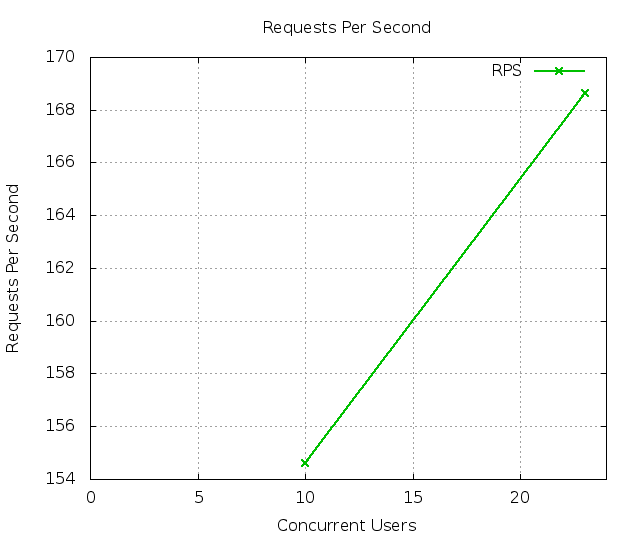 Requests Per Second
170
RPS
168
166
164
162
160
158
156
154
Requests Per Second
0 5 10 15 20
Concurrent Users